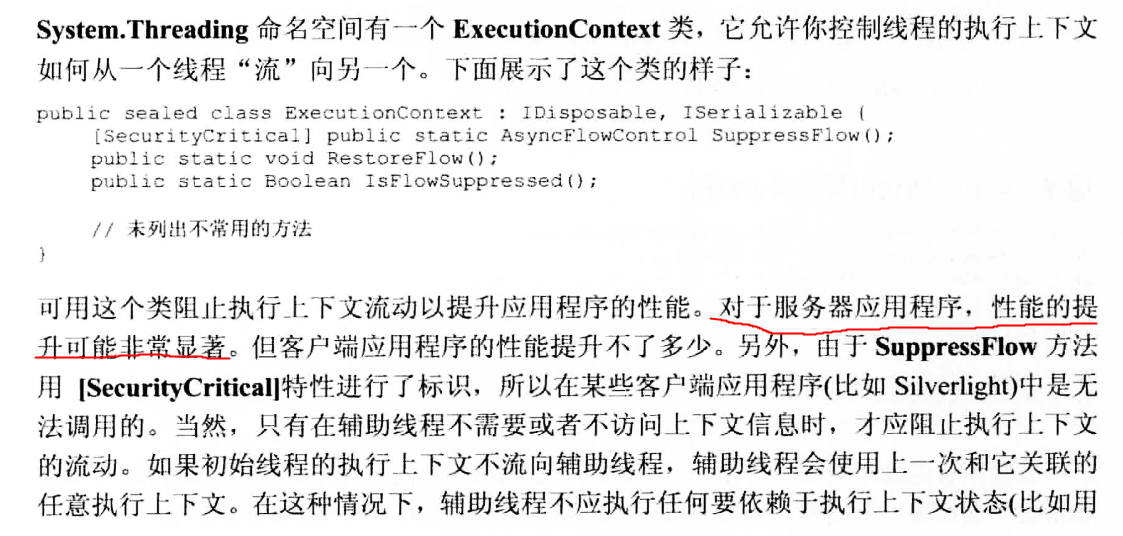 System.Threading 命名空间有一个 ExecutionContext 类，它允许你控制线程的执行上下文
如何从一个线程“流”向另一个。下面展示了这个类的样子：
public sealed class ExecutionContext : IDisposable, ISerializable {
[SecurityCritical] public static AsyncFlowControl SuppressFlow();
public static void RestoreFlow();
public static Boolean IsFlowSuppressed();
// 未列出不常用的方法
}
可用这个类阻止执行上下文流动以提升应用程序的性能。对于服务器应用程序，性能的提
升可能非常显著。但客户端应用程序的性能提升不了多少。另外，由于 SuppressFlow 方法
用 [SecurityCritical]特性进行了标识，所以在某些客户端应用程序(比如 Silverlight)中是无
法调用的。当然，只有在辅助线程不需要或者不访问上下文信息时，才应阻止执行上下文
的流动。如果初始线程的执行上下文不流向辅助线程，辅助线程会使用上一次和它关联的
任意执行上下文。在这种情况下，辅助线程不应执行任何要依赖于执行上下文状态(比如用